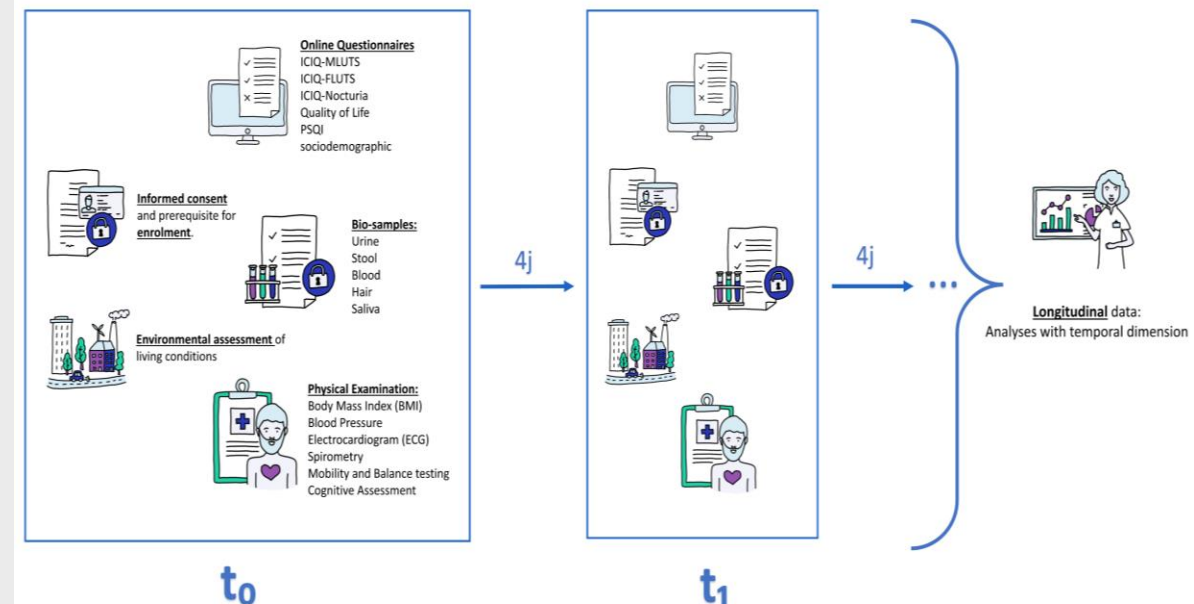 Online Questionnaires
ICIQ-MLUTS
ICIQ-FLUTS
ICIQ-Nocturia
Quality of Life
PSQI
sociodemographic
Informed consent
and prerequisite for
enrolment.
Bio-samples:
Urine
Stool
Blood
Hair
Saliva
Environmental assessment of
living conditions
Physical Examination:
Body Mass Index (BMI)
Blood Pressure
Electrocardiogram (ECG)
Spirometry
Mobility and Balance testing
Cognitive Assessment
4j
4j
...
Longitudinal data:
Analyses with temporal dimension
t₀
t₁